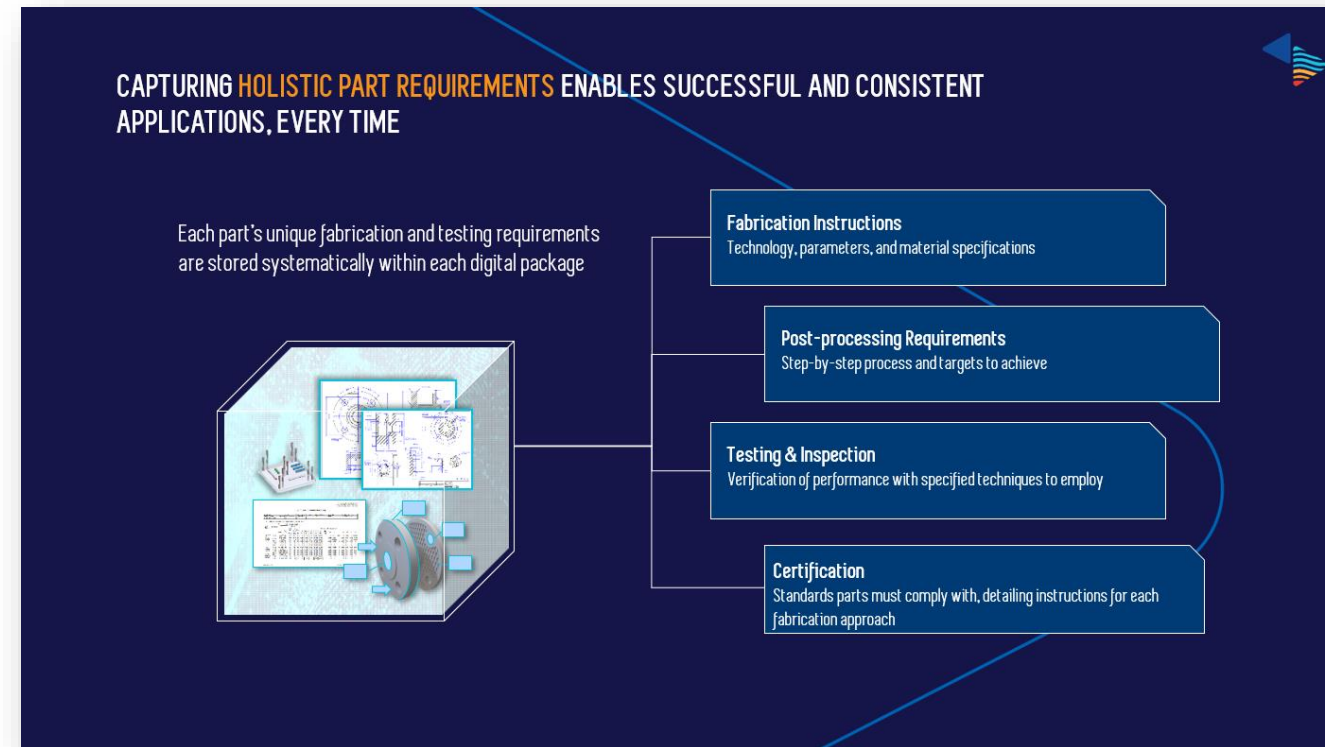 CAPTURING HOLISTIC PART REQUIREMENTS ENABLES SUCCESSFUL AND CONSISTENT
APPLICATIONS, EVERY TIME
Each part's unique fabrication and testing requirements
are stored systematically within each digital package
Fabrication Instructions
Technology, parameters, and material specifications
Post-processing Requirements
Step-by-step process and targets to achieve
Testing & Inspection
Verification of performance with specified techniques to employ
Certification
Standards parts must comply with, detailing instructions for each
fabrication approach